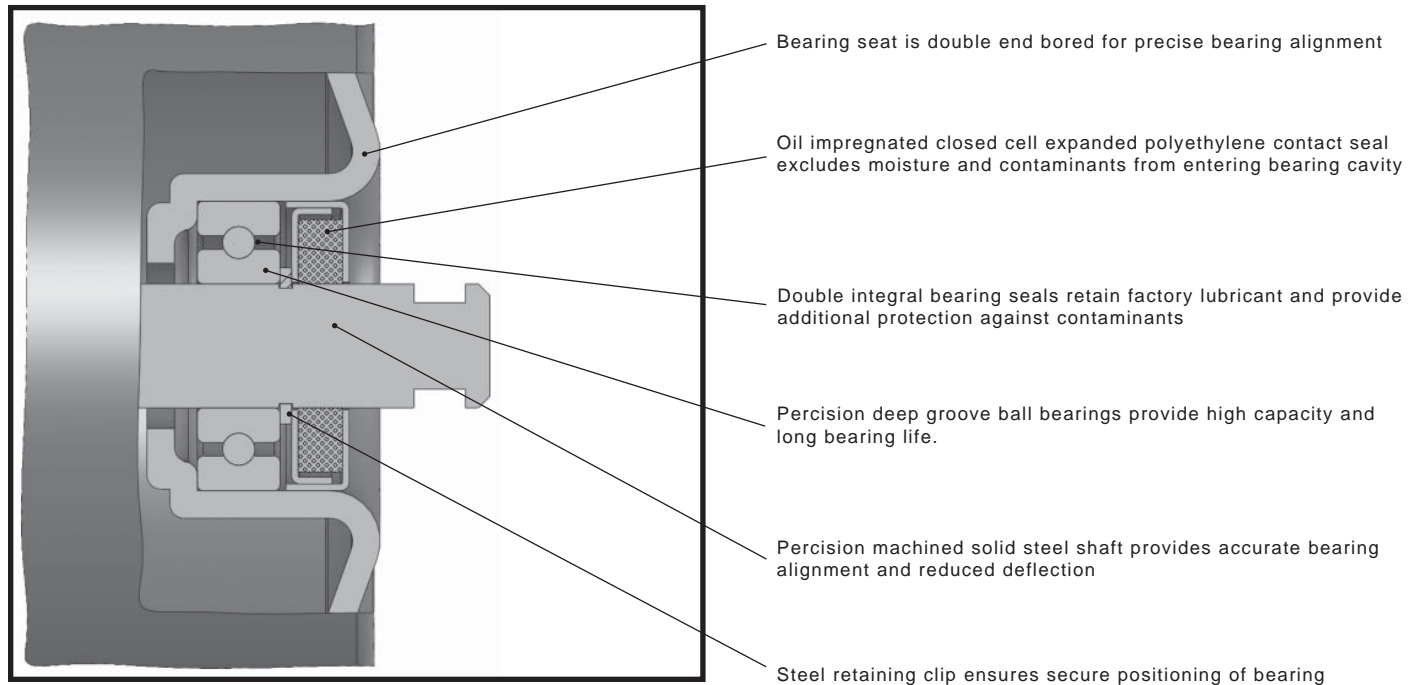 Bearing seat is double end bored for precise bearing alignment
Oil impregnated closed cell expanded polyethylene contact seal
excludes moisture and contaminants from entering bearing cavity
Double integral bearing seals retain factory lubricant and provide
additional protection against contaminants
Percision deep groove ball bearings provide high capacity and
long bearing life.
Percision machined solid steel shaft provides accurate bearing
alignment and reduced deflection
Steel retaining clip ensures secure positioning of bearing